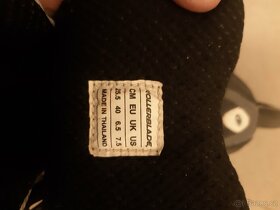 ROLLERBLADE
CM EU UK US
25.5 40 6.5 7.5
MADE IN THAILAND